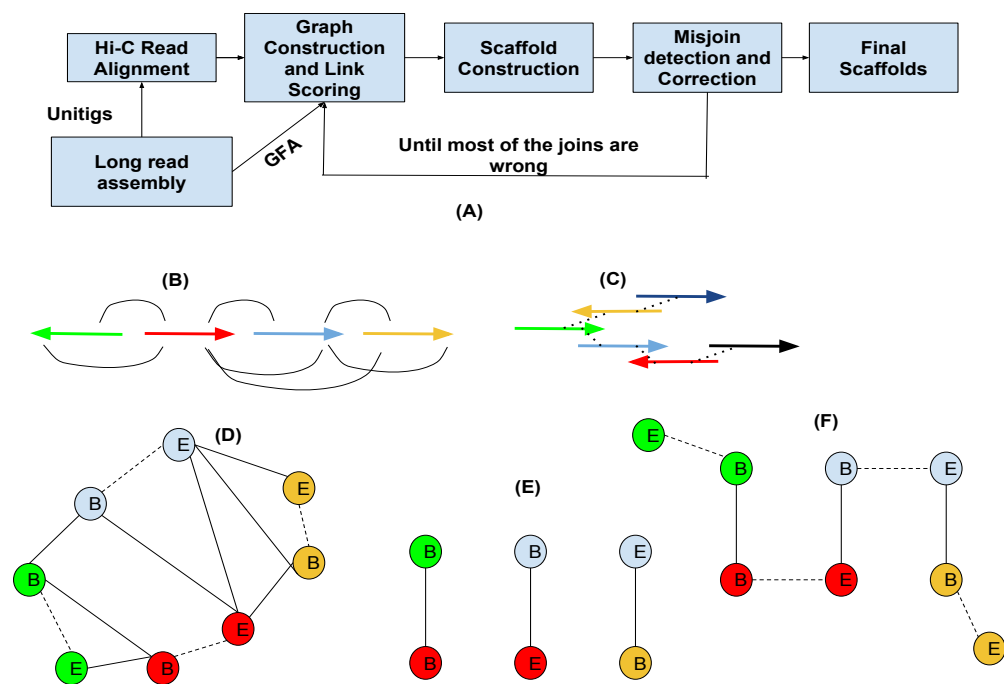 Hi-C Read
Alignment
Graph
Construction
and Link
Scoring
Scaffold
Construction
Misjoin
detection and
Correction
Final
Scaffolds
Unitigs
Long read
assembly
GFA
Until most of the joins are
wrong
(A)
(B)
(C)
(D)
E
B
E
B
B
E
E
B
(E)
B
B
E
R
E
B
(F)
E
B
B
E
B
E
B
E